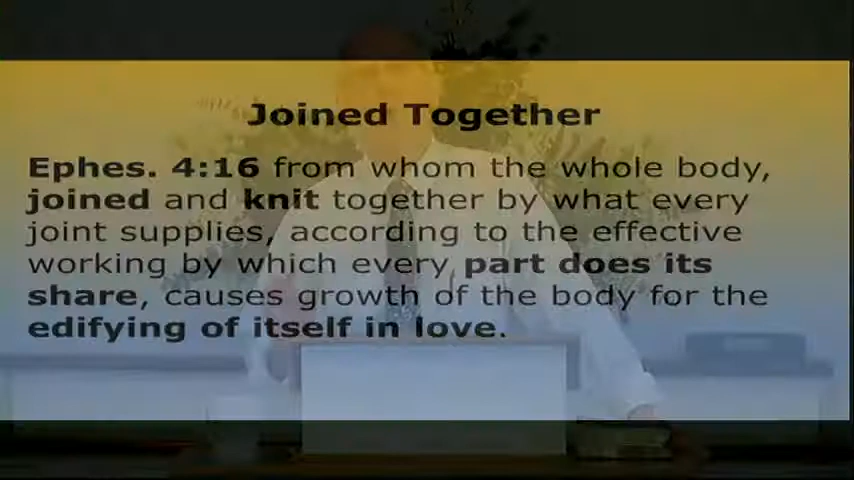 Joined Together
Ephes. 4:16 from whom the whole body,
joined and knit together by what every
joint supplies, according to the effective
working by which every part does its
share, causes growth of the body for the
edifying of itself in love.